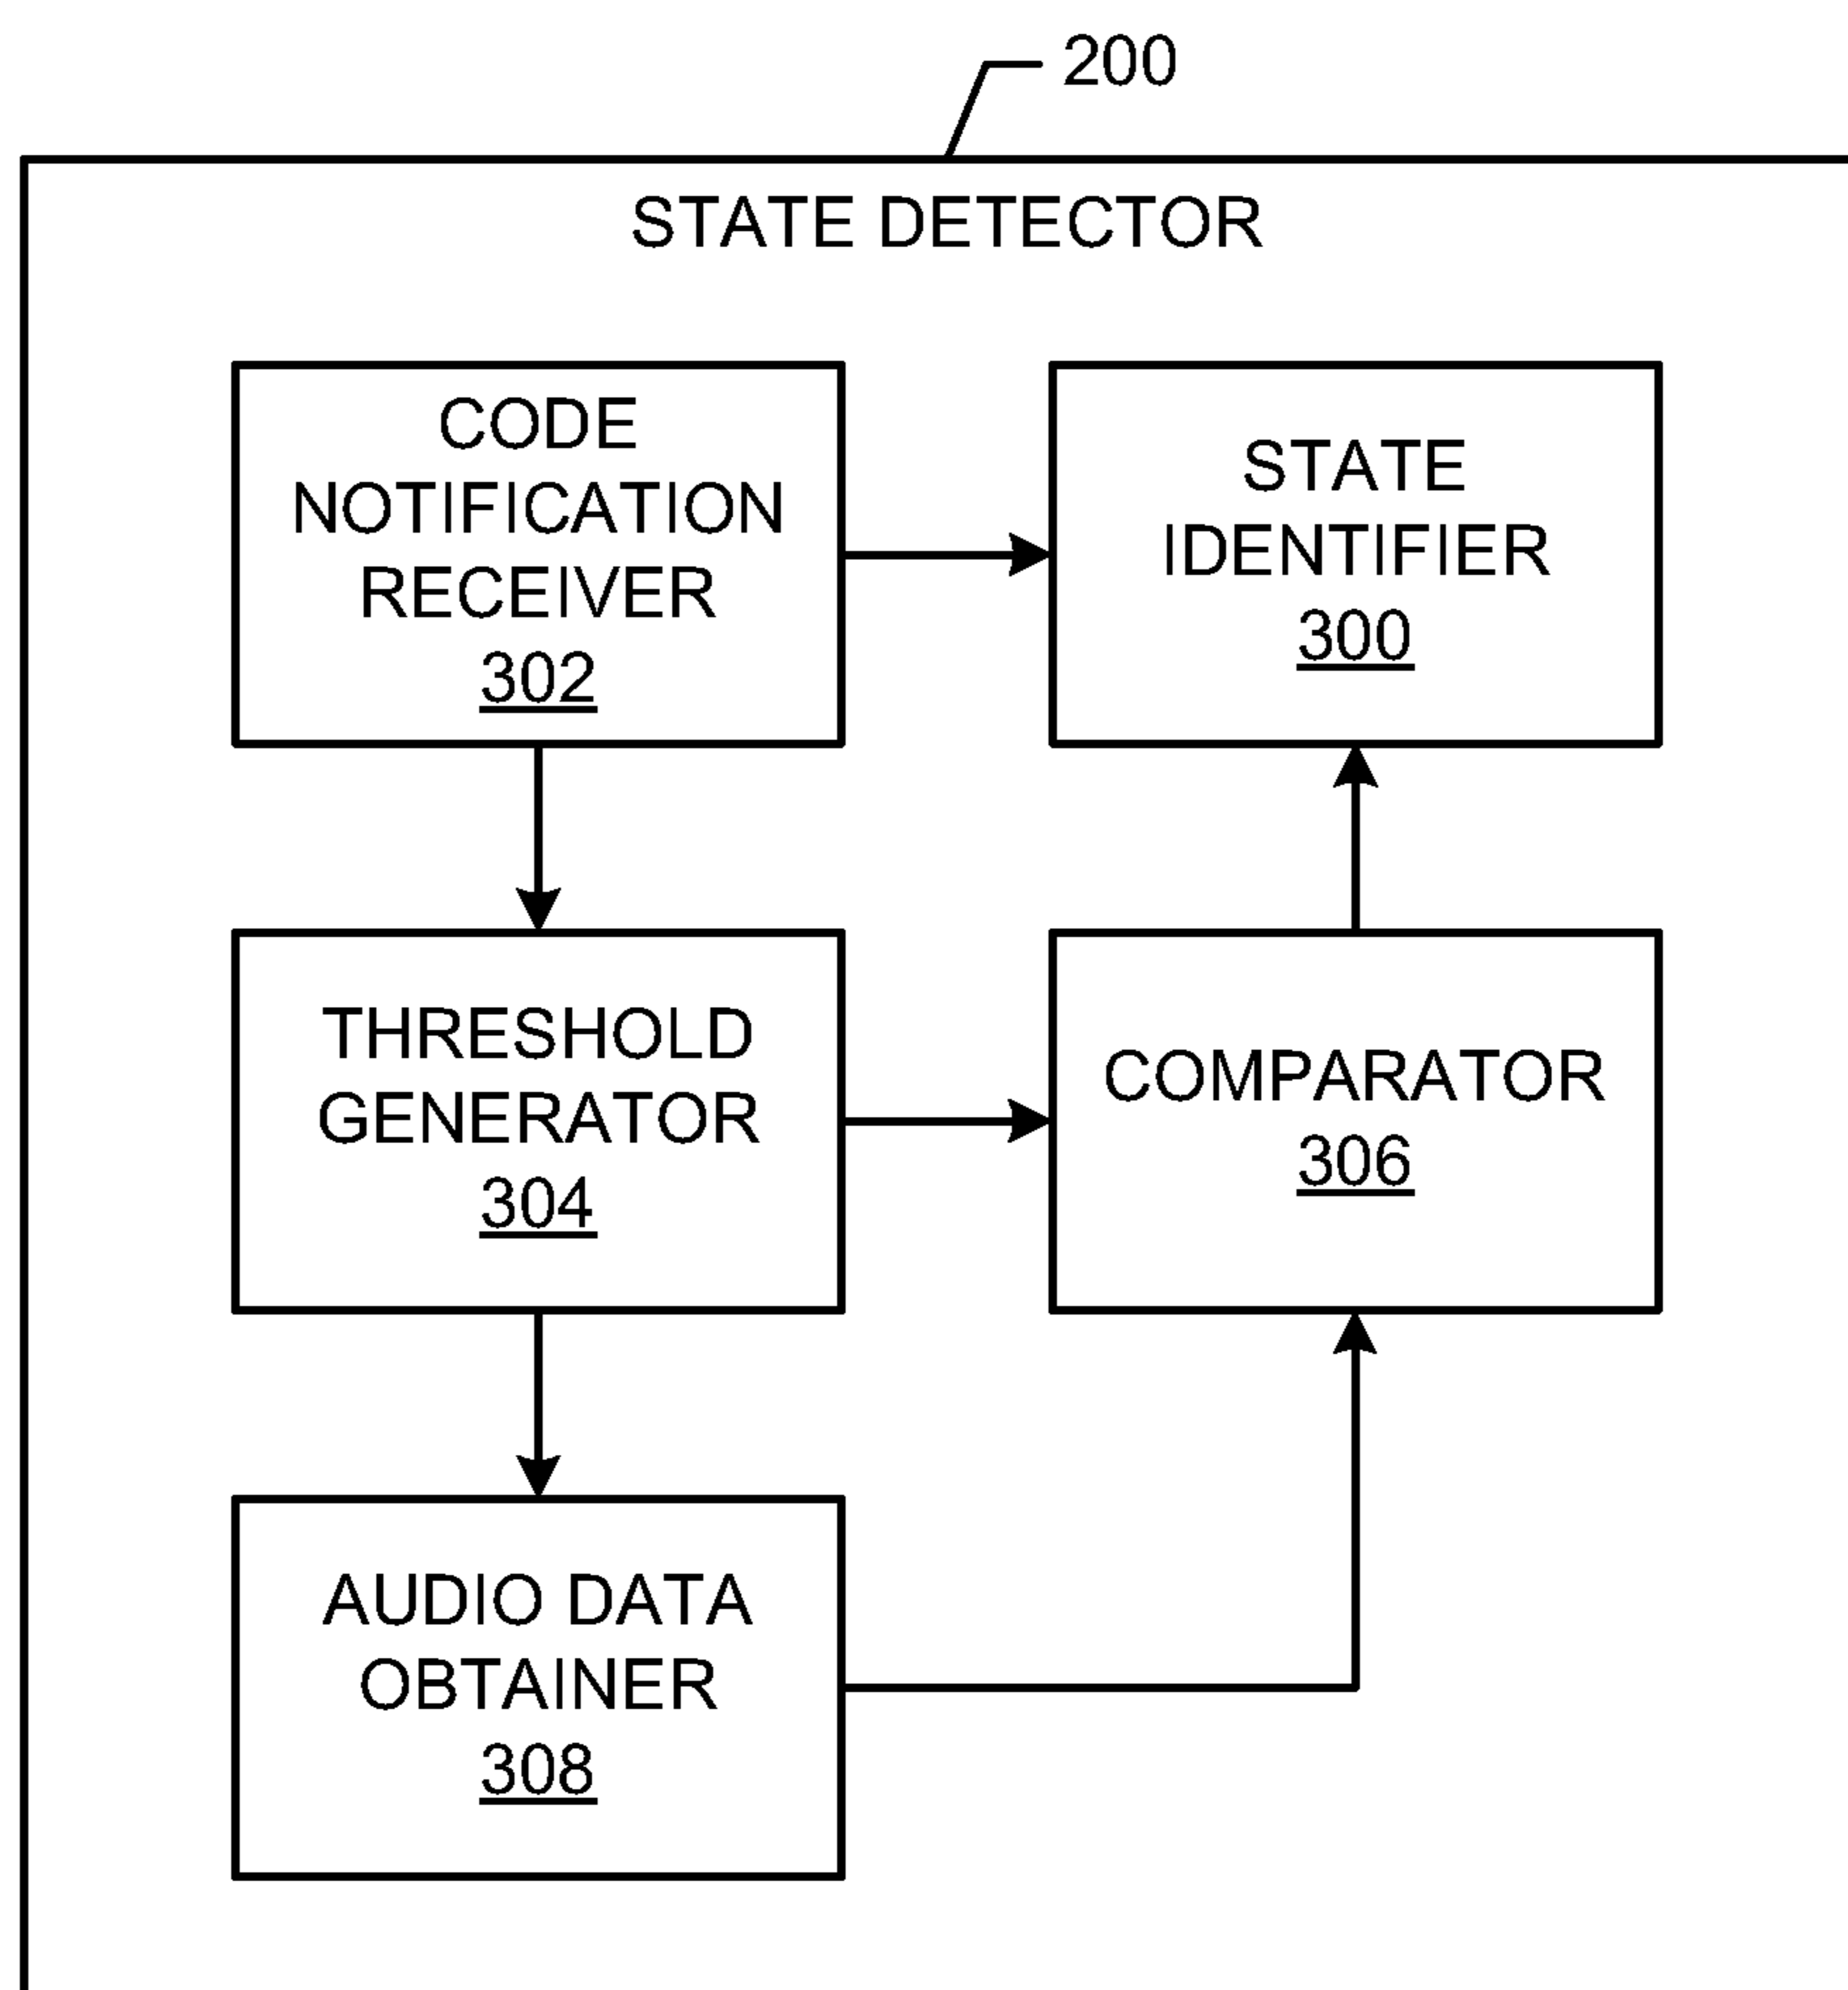 200
STATE DETECTOR
CODE
NOTIFICATION
RECEIVER
302
STATE
IDENTIFIER
300
THRESHOLD
GENERATOR
304
COMPARATOR
306
AUDIO DATA
OBTAINER
308